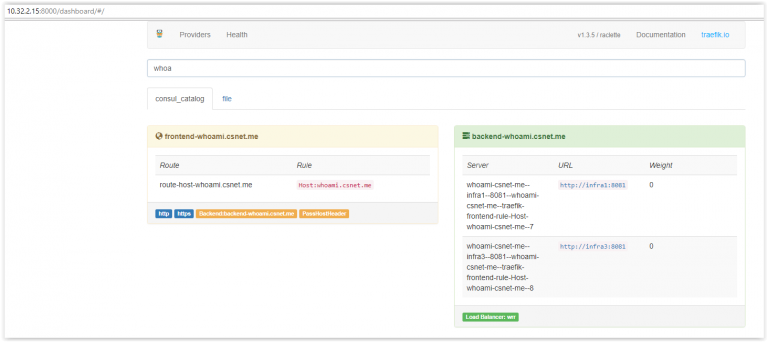 10.32.2.15:8000/dashboard/#/
Providers Health v1.3.5 / raclette Documentation traefik.io
whoa
consul_catalog file
frontend-whoami.csnet.me
Route Rule
route-host-whoami.csnet.me Host:whoami.csnet.me
http https Backend:backend-whoami.csnet.me PassHostHeader
backend-whoami.csnet.me
Server URL Weight
whoami-csnet-me-- http://infra1:8081 0
infra1--8081--whoami-
csnet-me--traefik-
frontend-rule-Host-
whoami-csnet-me--7
whoami-csnet-me-- http://infra3:8081 0
infra3--8081--whoami-
csnet-me--traefik-
frontend-rule-Host-
whoami-csnet-me--8
Load Balancer: wrr